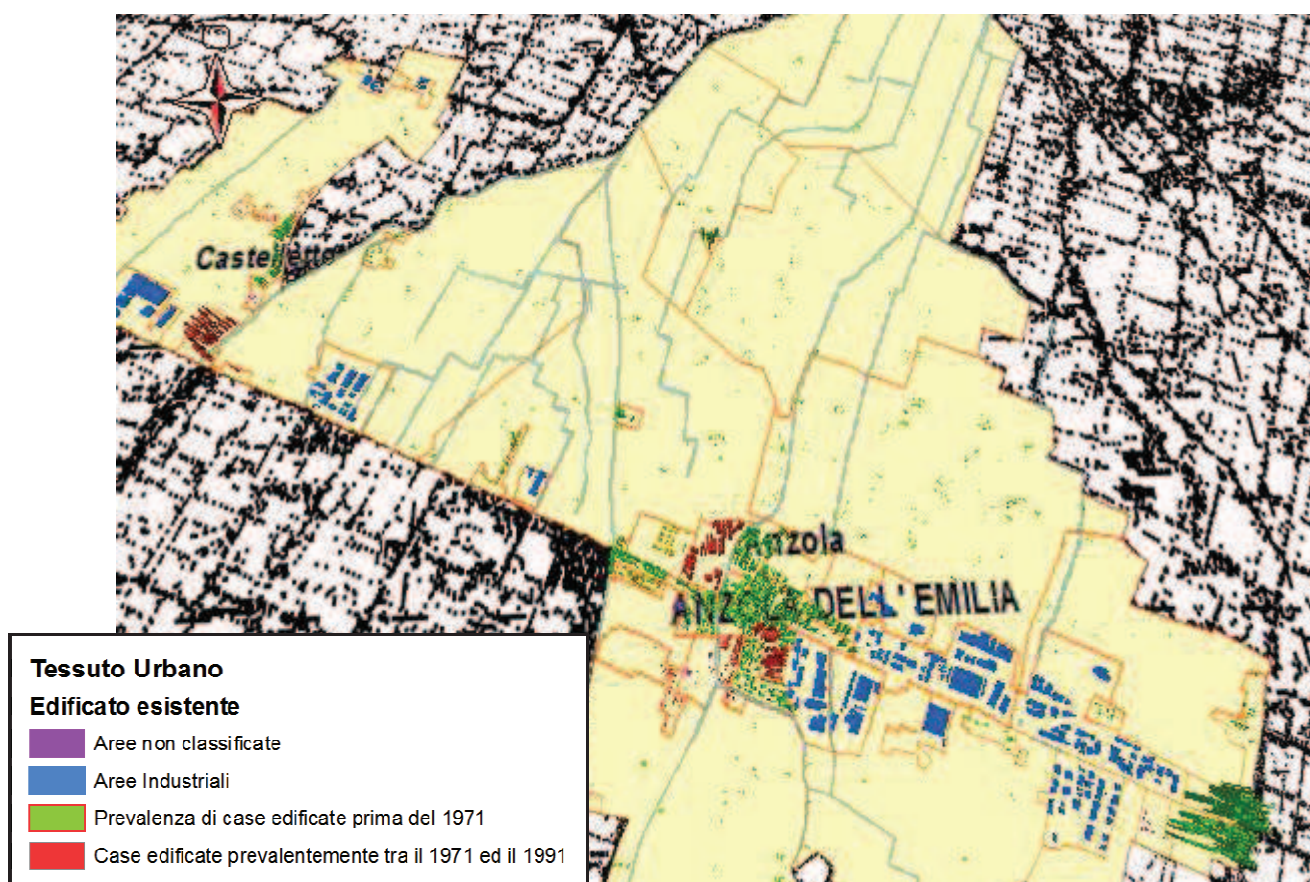 Castelletto
Anzola
ANZOLA DELL'EMILIA
Tessuto Urbano
Edificato esistente
Aree non classificate
Aree Industriali
Prevalenza di case edificate prima del 1971
Case edificate prevalentemente tra il 1971 ed il 1991